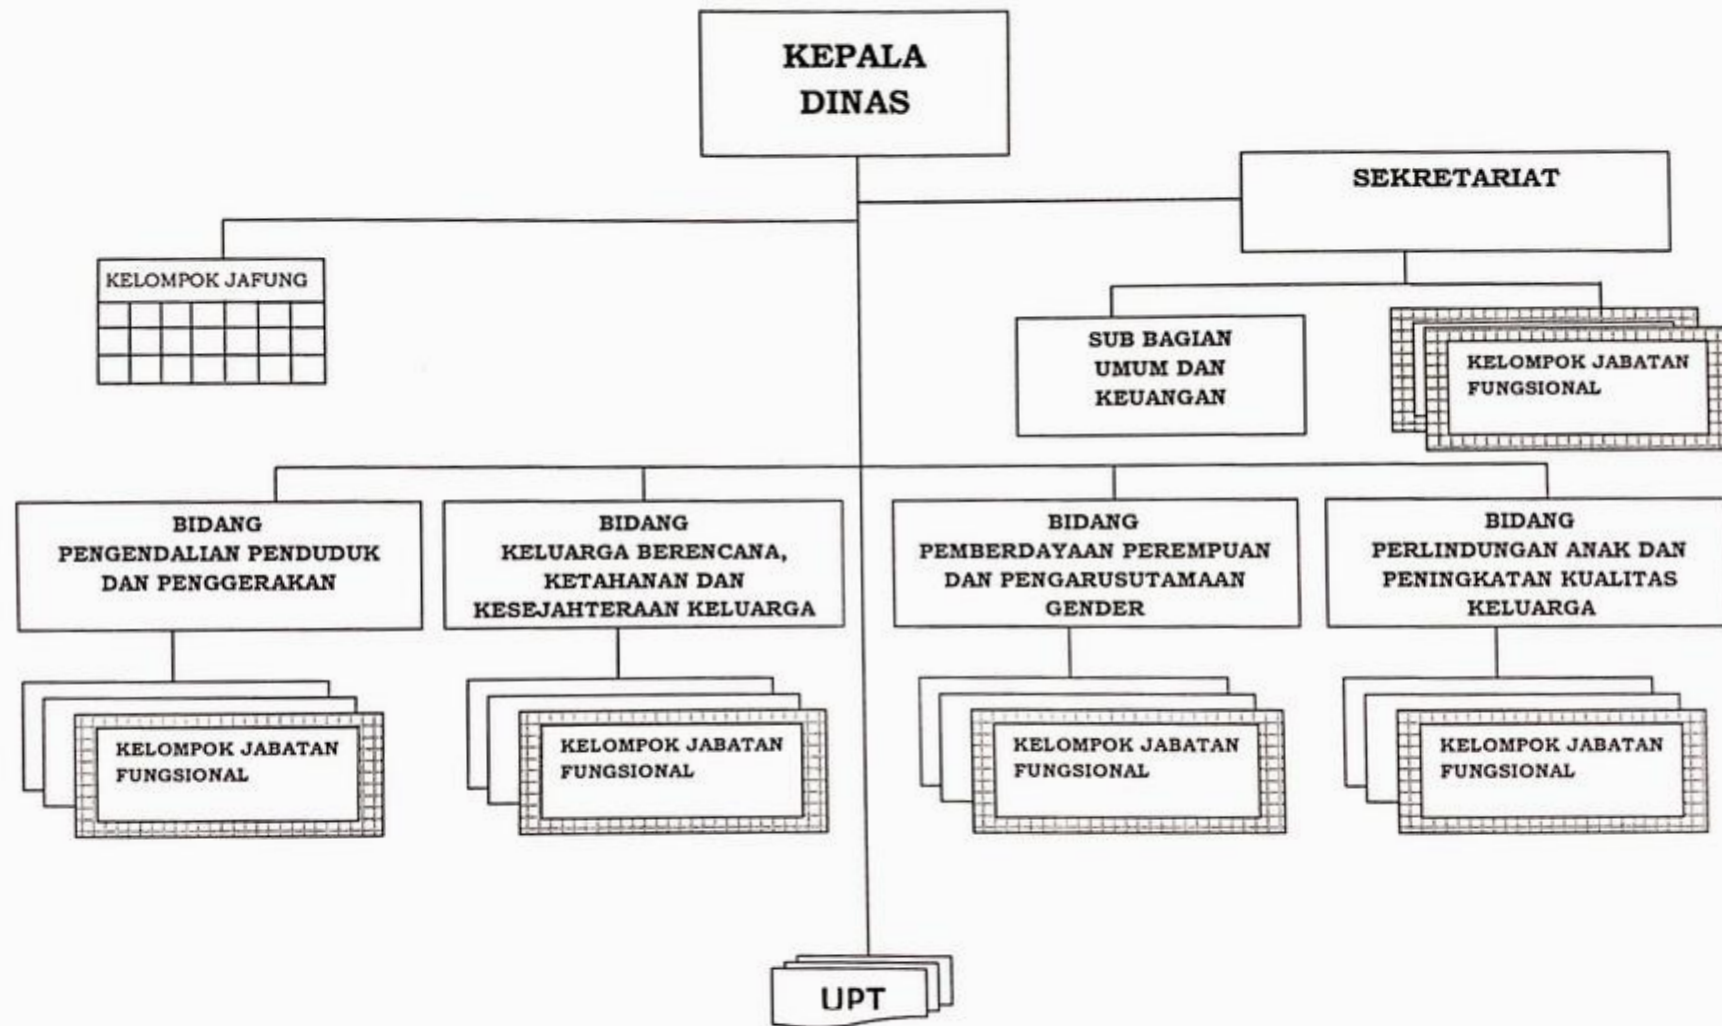 KEPALA
DINAS
SEKRETARIAT
KELOMPOK JAFUNG
SUB BAGIAN
UMUM DAN
KEUANGAN
KELOMPOK JABATAN
FUNGSIONAL
BIDANG
PENGENDALIAN PENDUDUK
DAN PENGGERAKAN
BIDANG
KELUARGA BERENCANA,
KETAHANAN DAN
KESEJAHTERAAN KELUARGA
BIDANG
PEMBERDAYAAN PEREMPUAN
DAN PENGARUSUTAMAAN
GENDER
BIDANG
PERLINDUNGAN ANAK DAN
PENINGKATAN KUALITAS
KELUARGA
KELOMPOK JABATAN
FUNGSIONAL
KELOMPOK JABATAN
FUNGSIONAL
KELOMPOK JABATAN
FUNGSIONAL
KELOMPOK JABATAN
FUNGSIONAL
UPT